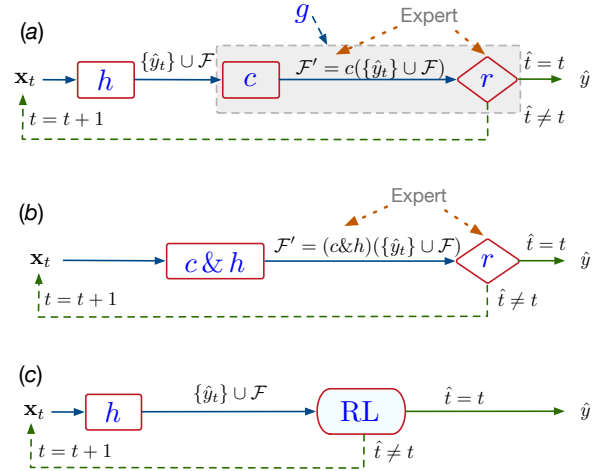 (a)
g
Expert
x_t
h
{ŷ_t} ∪ ℱ
c
ℱ′ = c({ŷ_t} ∪ ℱ)
r
t̂ = t
ŷ
t̂ ≠ t
t = t + 1
(b)
Expert
x_t
c & h
ℱ′ = (c&h)({ŷ_t} ∪ ℱ)
r
t̂ = t
ŷ
t̂ ≠ t
t = t + 1
(c)
x_t
h
{ŷ_t} ∪ ℱ
RL
t̂ = t
ŷ
t̂ ≠ t
t = t + 1